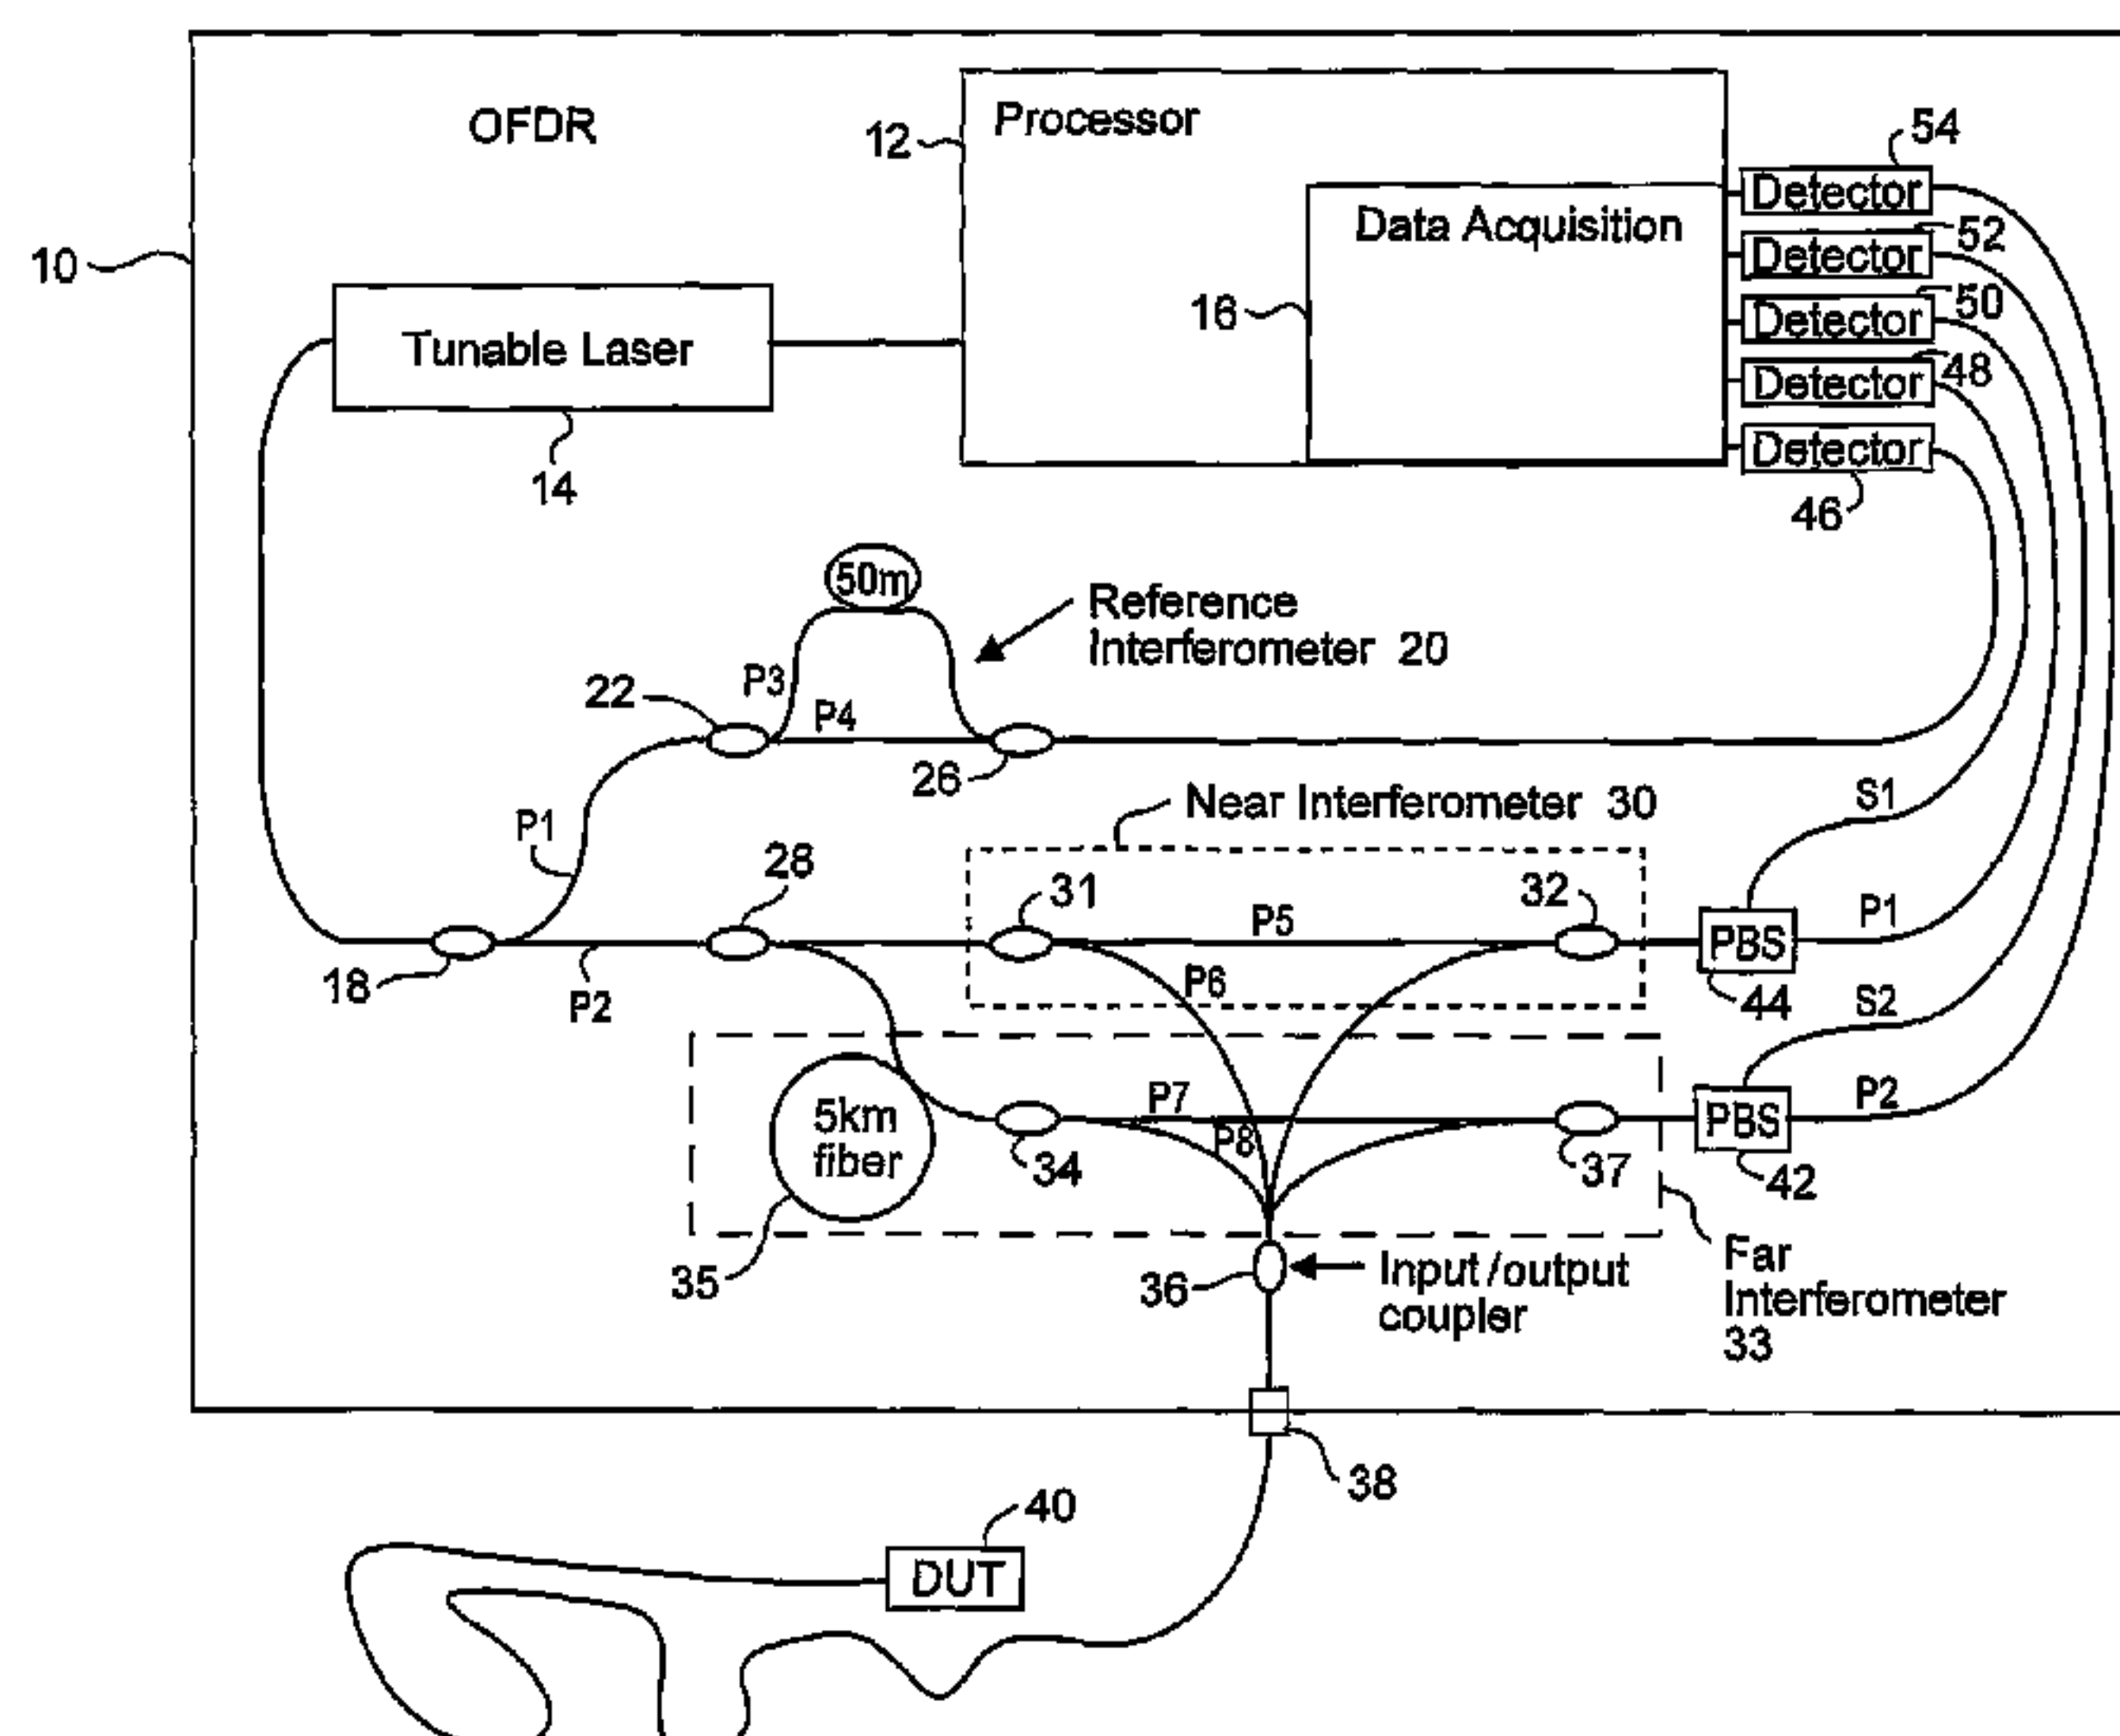 OFDR
Processor
12
54
Detector
Data Acquisition
52
Detector
10
50
Detector
16
Tunable Laser
48
Detector
Detector
14
46
50m
Reference
Interferometer 20
P3
22
P4
26
Near Interferometer 30
S1
P1
28
31
32
P5
P1
PBS
P6
18
P2
44
S2
P7
P2
5km
fiber
PBS
P8
34
37
42
35
36
Input/output
coupler
Far
Interferometer
33
38
40
DUT